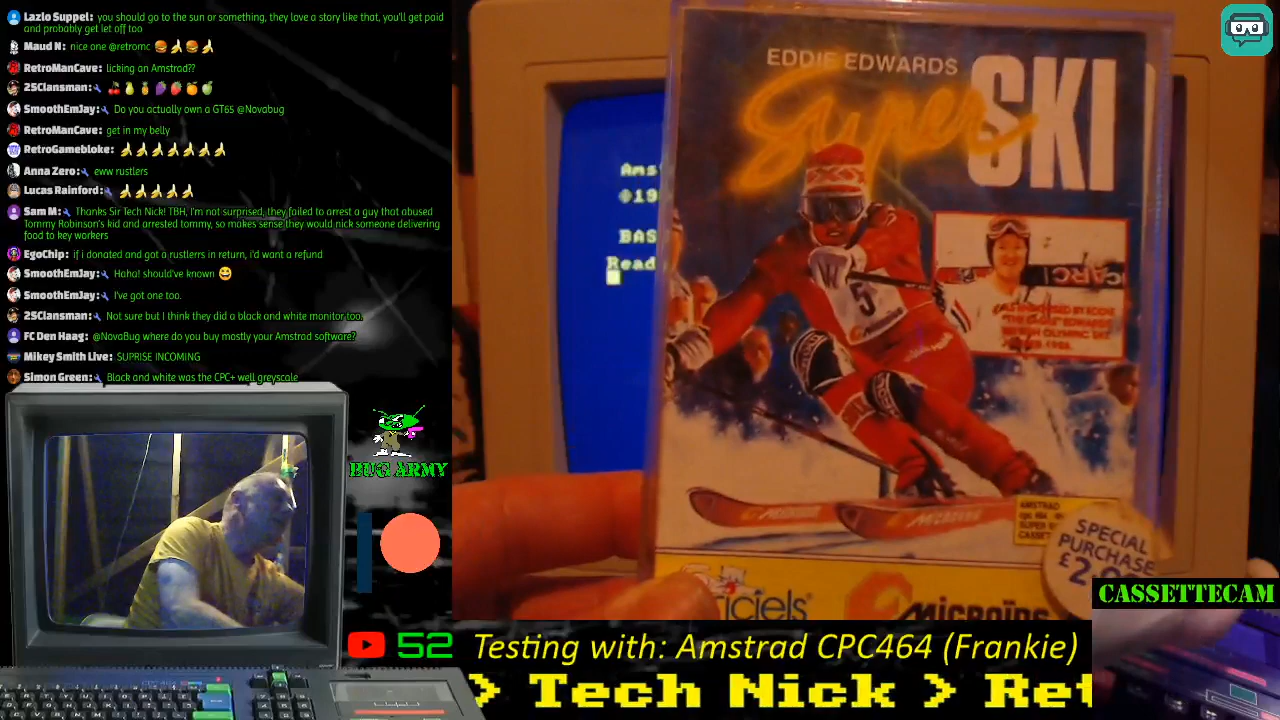 Lazlo Suppel: you should go to the sun or something, they love a story like that, you'll get paid
and probably get let off too
Maud N: nice one @retromc 🍔🍌🍔🍌
RetroManCave: licking an Amstrad??
25Clansman: 🍒🍐🍍🍇🍓🍊🍏
SmoothEmJay: Do you actually own a GT65 @Novabug
RetroManCave: get in my belly
RetroGamebloke: 🍌🍌🍌🍌🍌🍌🍌
Anna Zero: eww rustlers
Lucas Rainford: 🍌🍌🍌🍌🍌
Sam M: Thanks Sir Tech Nick! TBH, I'm not surprised, they failed to arrest a guy that abused
Tommy Robinson's kid and arrested tommy, so makes sense they would nick someone delivering
food to key workers
EgoChip: if i donated and got a rustlerrs in return, i'd want a refund
SmoothEmJay: Haha! should've known 😄
SmoothEmJay: I've got one too.
25Clansman: Not sure but I think they did a black and white monitor too.
FC Den Haag: @NovaBug where do you buy mostly your Amstrad software?
Mikey Smith Live: SUPRISE INCOMING
Simon Green: Black and white was the CPC+ well greyscale
BUG ARMY
EDDIE EDWARDS
Super SKI
Ams
©19
BAS
Read
5
SPECIAL
PURCHASE
iciels
MICROÏDS
CASSETTECAM
52
Testing with: Amstrad CPC464 (Frankie)
> Tech Nick > Ret